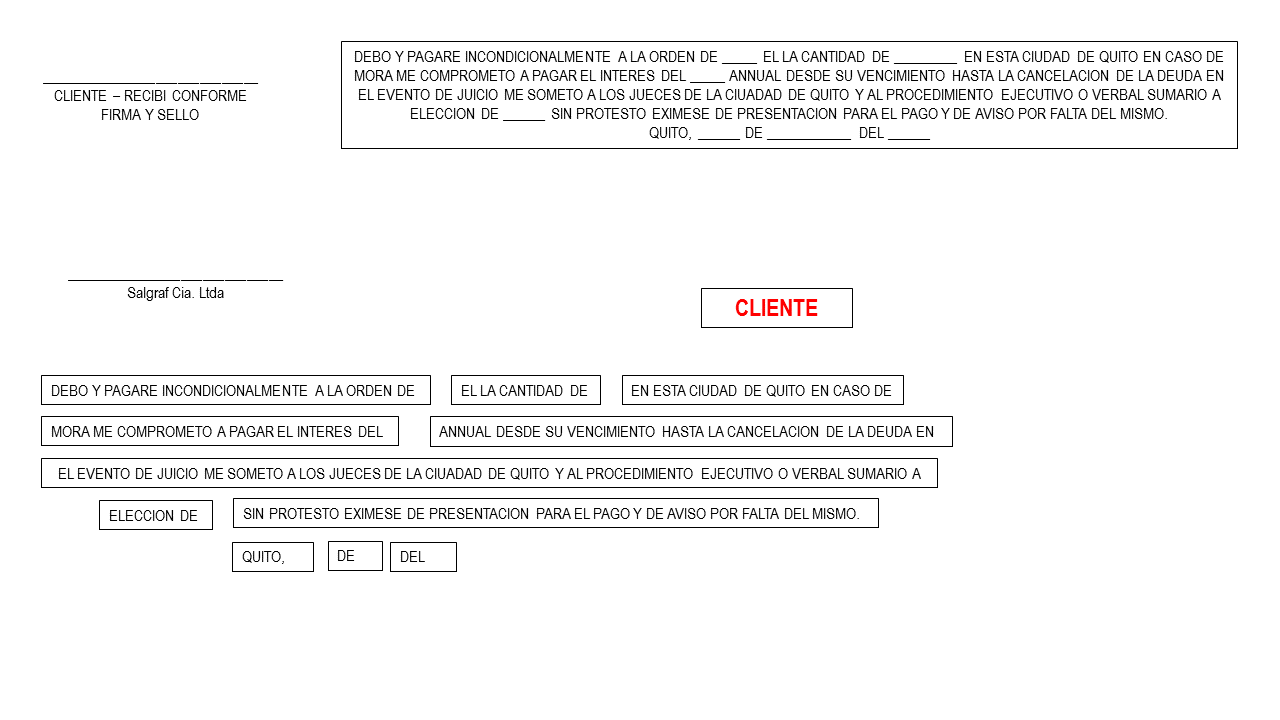 ______________________________
CLIENTE – RECIBI CONFORME
FIRMA Y SELLO
DEBO Y PAGARE INCONDICIONALMENTE A LA ORDEN DE _____ EL LA CANTIDAD DE _________ EN ESTA CIUDAD DE QUITO EN CASO DE
MORA ME COMPROMETO A PAGAR EL INTERES DEL _____ ANNUAL DESDE SU VENCIMIENTO HASTA LA CANCELACION DE LA DEUDA EN
EL EVENTO DE JUICIO ME SOMETO A LOS JUECES DE LA CIUADAD DE QUITO Y AL PROCEDIMIENTO EJECUTIVO O VERBAL SUMARIO A
ELECCION DE ______ SIN PROTESTO EXIMESE DE PRESENTACION PARA EL PAGO Y DE AVISO POR FALTA DEL MISMO.
QUITO, ______ DE ____________ DEL ______
______________________________
Salgraf Cia. Ltda
CLIENTE
DEBO Y PAGARE INCONDICIONALMENTE A LA ORDEN DE EL LA CANTIDAD DE EN ESTA CIUDAD DE QUITO EN CASO DE
MORA ME COMPROMETO A PAGAR EL INTERES DEL ANNUAL DESDE SU VENCIMIENTO HASTA LA CANCELACION DE LA DEUDA EN
EL EVENTO DE JUICIO ME SOMETO A LOS JUECES DE LA CIUADAD DE QUITO Y AL PROCEDIMIENTO EJECUTIVO O VERBAL SUMARIO A
ELECCION DE SIN PROTESTO EXIMESE DE PRESENTACION PARA EL PAGO Y DE AVISO POR FALTA DEL MISMO.
QUITO, DE DEL